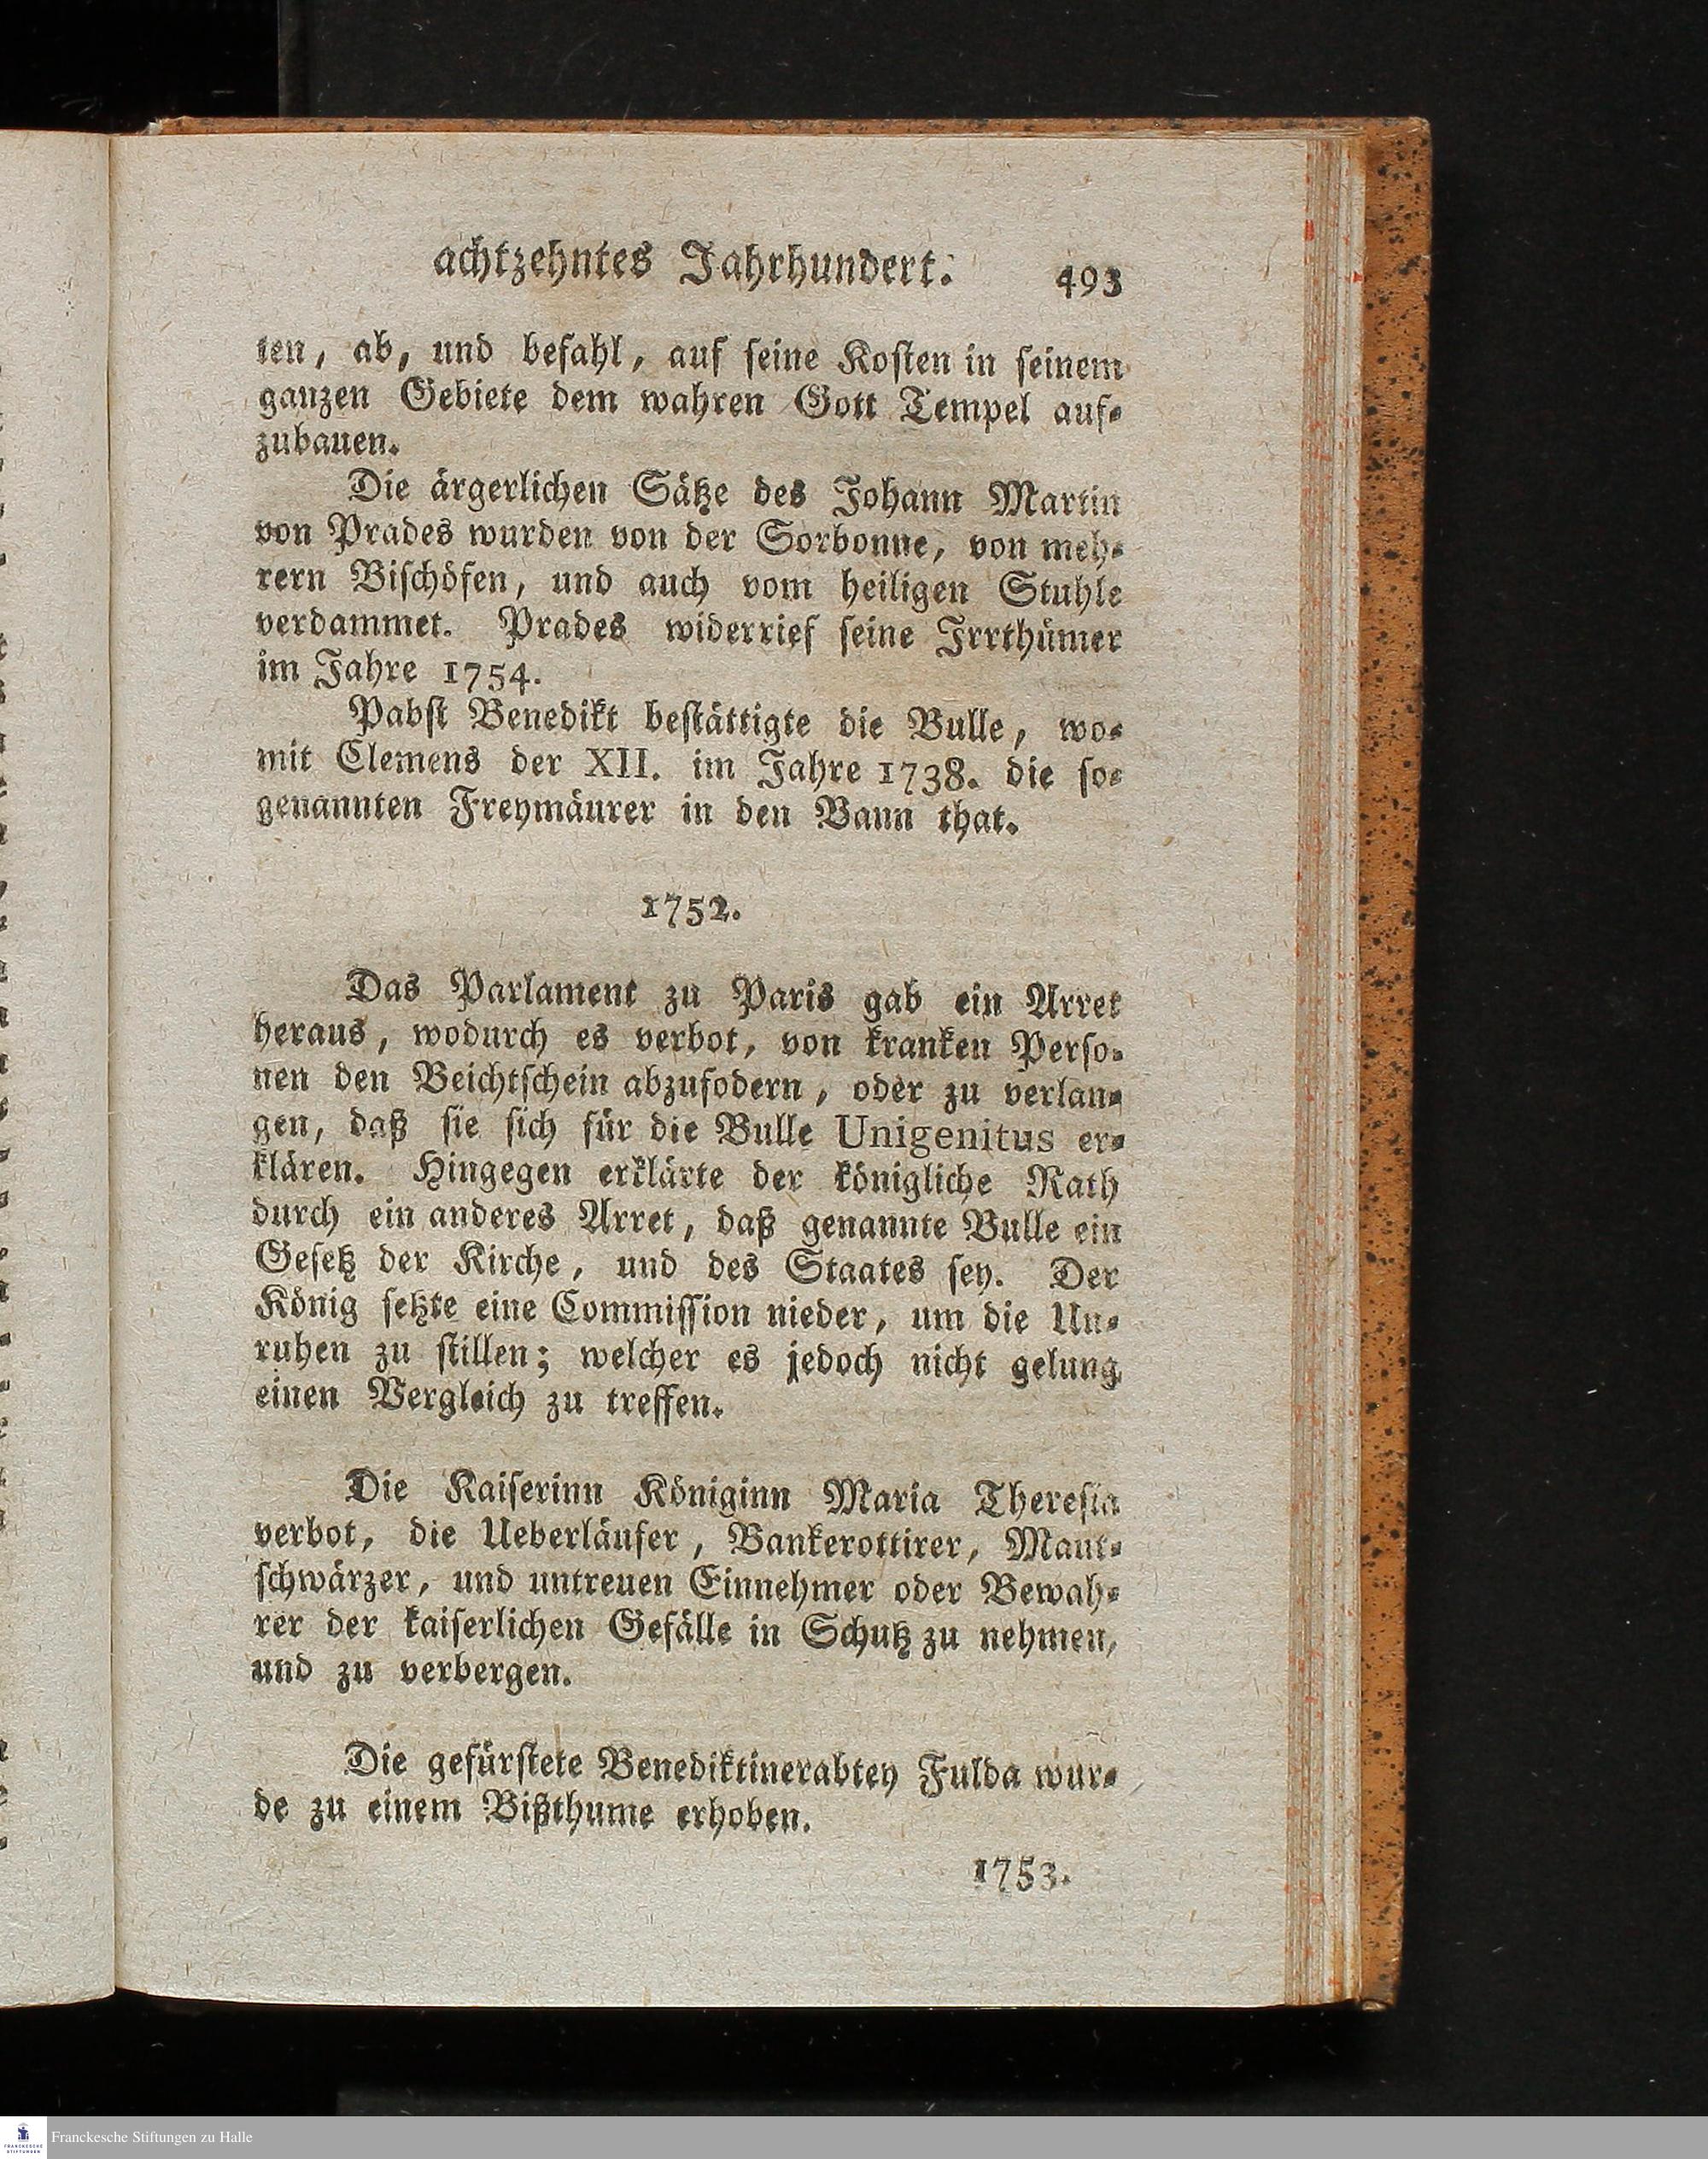 achtzehntes Jahrhundert. 493
ten, ab, und befahl, auf seine Kosten in seinem
ganzen Gebiete dem wahren Gott Tempel auf-
zubauen.
Die ärgerlichen Sätze des Johann Martin
von Prades wurden von der Sorbonne, von meh-
rern Bischöfen, und auch vom heiligen Stuhle
verdammet. Prades widerrief seine Irrthümer
im Jahre 1754.
Pabst Benedikt bestättigte die Bulle, wo-
mit Clemens der XII. im Jahre 1738. die so-
genannten Freymäurer in den Bann that.
1752.
Das Parlament zu Paris gab ein Arret
heraus, wodurch es verbot, von kranken Perso-
nen den Beichtschein abzufodern, oder zu verlan-
gen, daß sie sich für die Bulle Unigenitus er-
klären. Hingegen erklärte der königliche Rath
durch ein anderes Arret, daß genannte Bulle ein
Gesetz der Kirche, und des Staates sey. Der
König setzte eine Commission nieder, um die Un-
ruhen zu stillen; welcher es jedoch nicht gelung
einen Vergleich zu treffen.
Die Kaiserinn Königinn Maria Theresia
verbot, die Ueberläufer, Bankerottirer, Maut-
schwärzer, und untreuen Einnehmer oder Bewah-
rer der kaiserlichen Gefälle in Schutz zu nehmen,
und zu verbergen.
Die gefürstete Benediktinerabtey Fulda wur-
de zu einem Bißthume erhoben.
1753.
FRANCKESCHE
STIFTUNGEN
Franckesche Stiftungen zu Halle